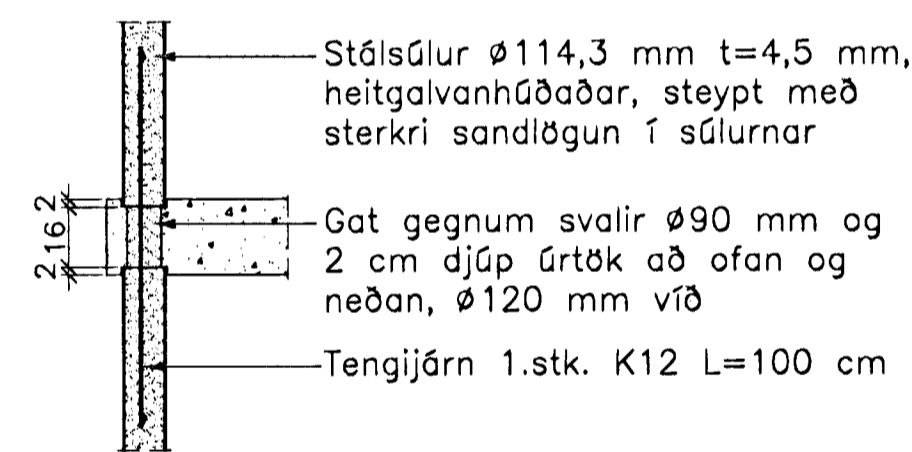 Stálsúlur ø114,3 mm t=4,5 mm,
heitgalvanhúðaðar, steypt með
sterkri sandlögun í súlurnar
2
16
2
Gat gegnum svalir ø90 mm og
2 cm djúp úrtök að ofan og
neðan, ø120 mm víð
Tengijárn 1.stk. K12 L=100 cm